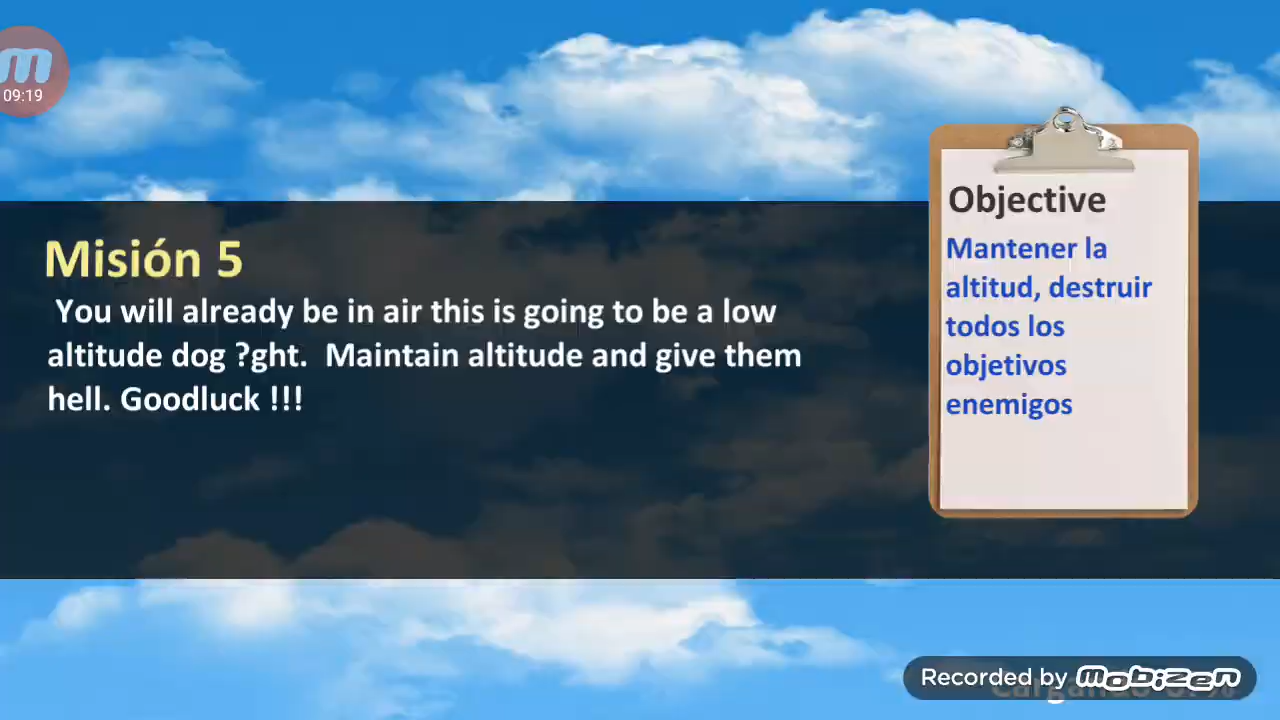 m
09:19
Misión 5
You will already be in air this is going to be a low
altitude dog ?ght.  Maintain altitude and give them
hell. Goodluck !!!
Objective
Mantener la
altitud, destruir
todos los
objetivos
enemigos
Recorded by mobizen